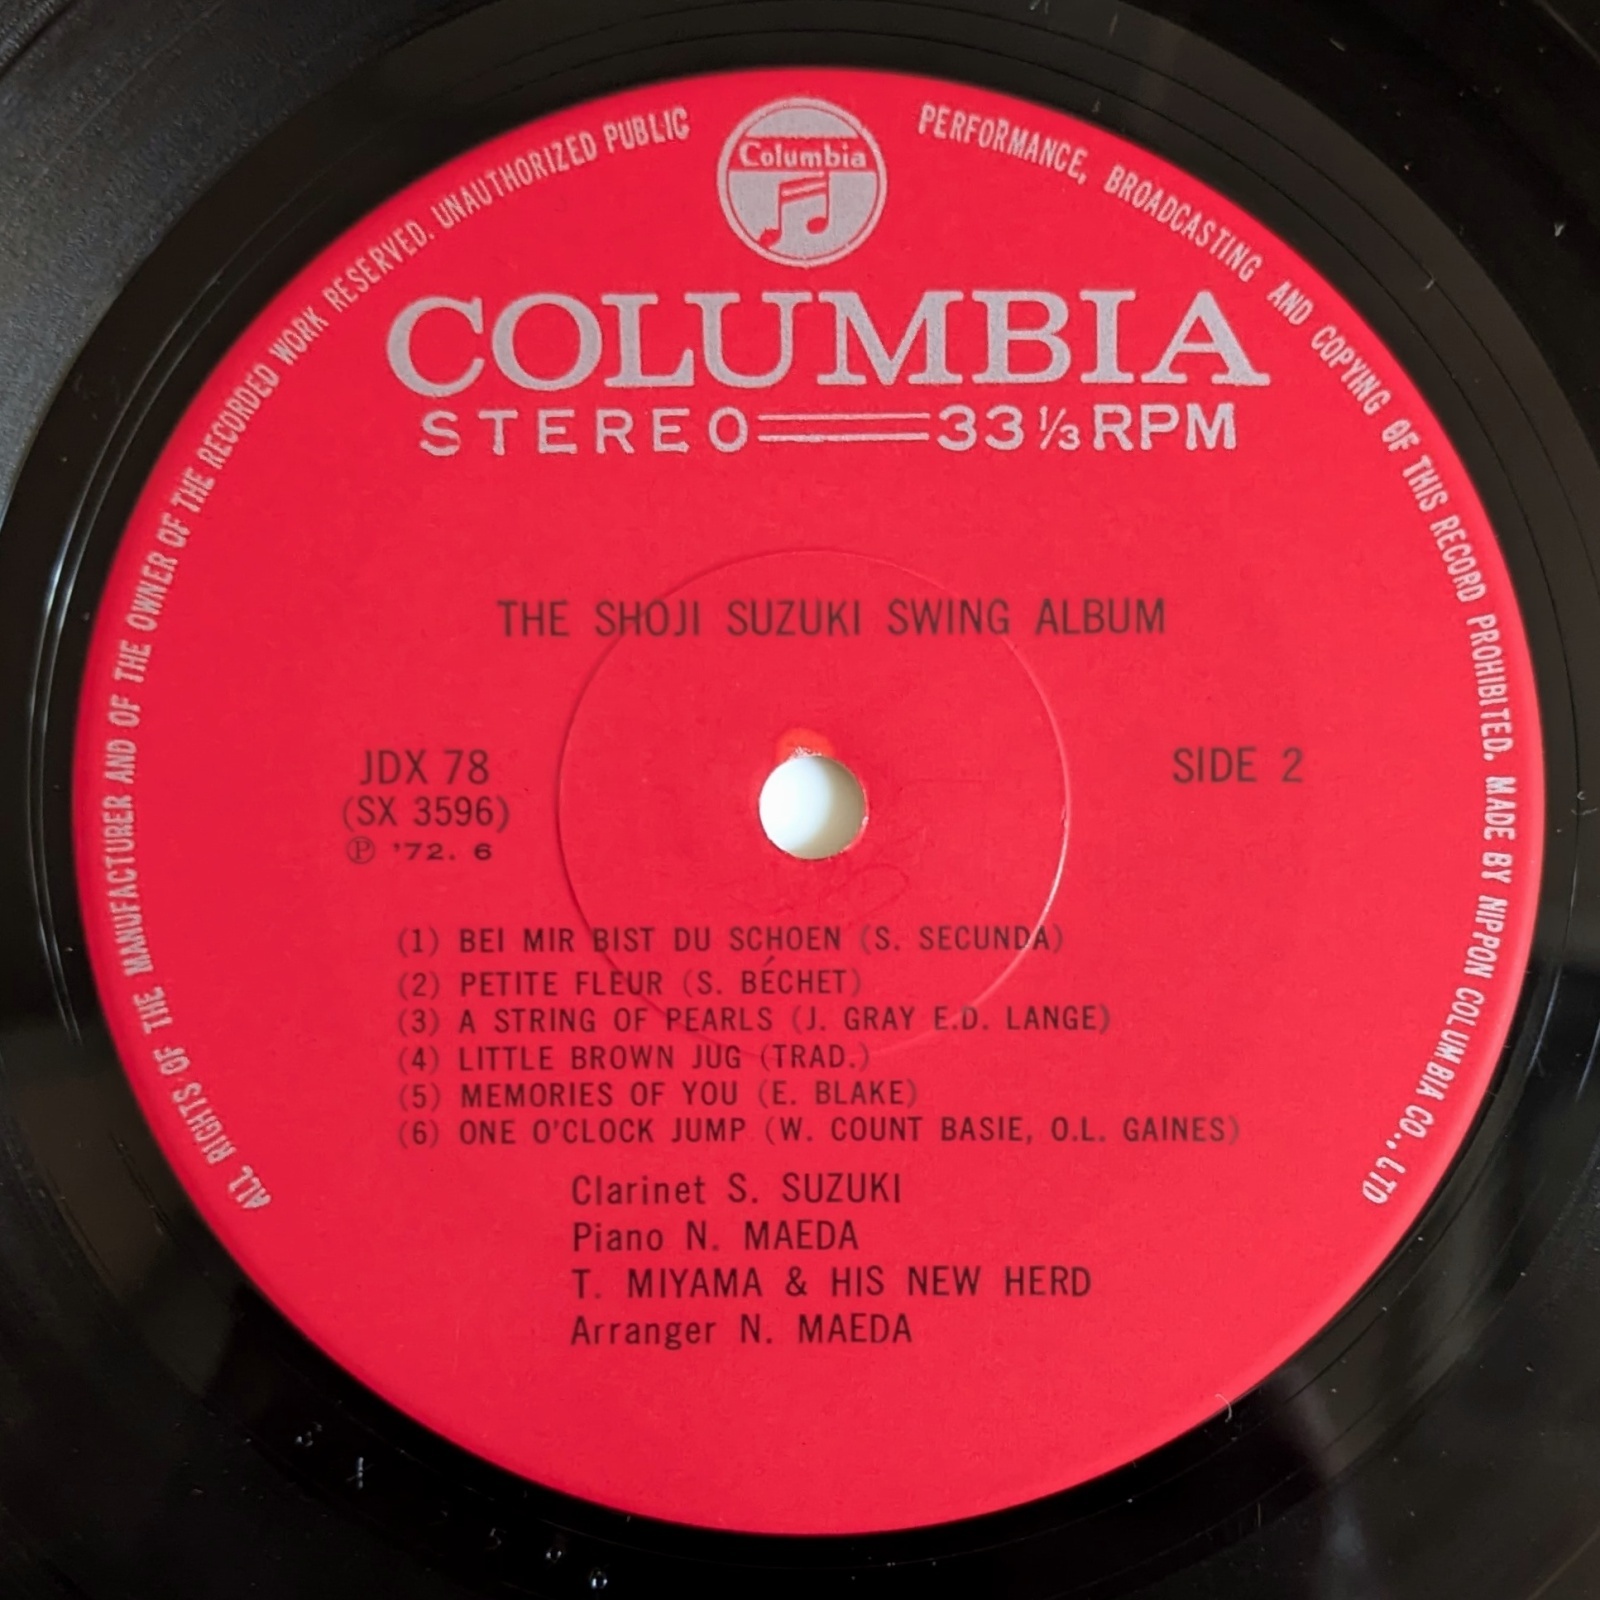 ALL RIGHTS OF THE MANUFACTURER AND OF THE OWNER OF THE RECORDED WORK RESERVED. UNAUTHORIZED PUBLIC PERFORMANCE, BROADCASTING AND COPYING OF THIS RECORD PROHIBITED. MADE BY NIPPON COLUMBIA CO., LTD
Columbia
COLUMBIA
STEREO 33 ⅓ RPM
THE SHOJI SUZUKI SWING ALBUM
JDX 78 SIDE 2
(SX 3596)
℗ '72. 6
(1) BEI MIR BIST DU SCHOEN (S. SECUNDA)
(2) PETITE FLEUR (S. BÉCHET)
(3) A STRING OF PEARLS (J. GRAY E.D. LANGE)
(4) LITTLE BROWN JUG (TRAD.)
(5) MEMORIES OF YOU (E. BLAKE)
(6) ONE O'CLOCK JUMP (W. COUNT BASIE, O.L. GAINES)
Clarinet S. SUZUKI
Piano N. MAEDA
T. MIYAMA & HIS NEW HERD
Arranger N. MAEDA